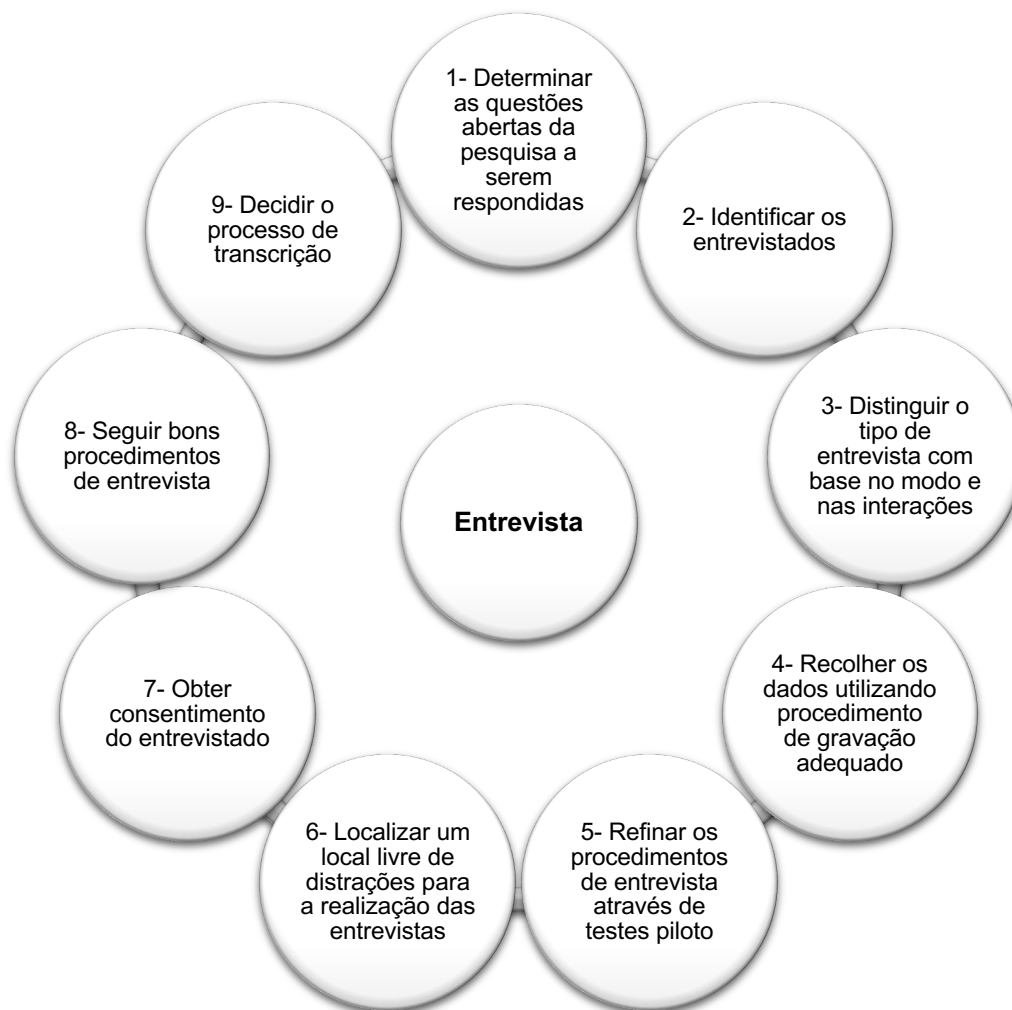 1- Determinar
as questões
abertas da
pesquisa a
serem
respondidas
2- Identificar os
entrevistados
3- Distinguir o
tipo de
entrevista com
base no modo e
nas interações
4- Recolher os
dados utilizando
procedimento
de gravação
adequado
5- Refinar os
procedimentos
de entrevista
através de
testes piloto
6- Localizar um
local livre de
distrações para
a realização das
entrevistas
7- Obter
consentimento
do entrevistado
8- Seguir bons
procedimentos
de entrevista
9- Decidir o
processo de
transcrição
Entrevista